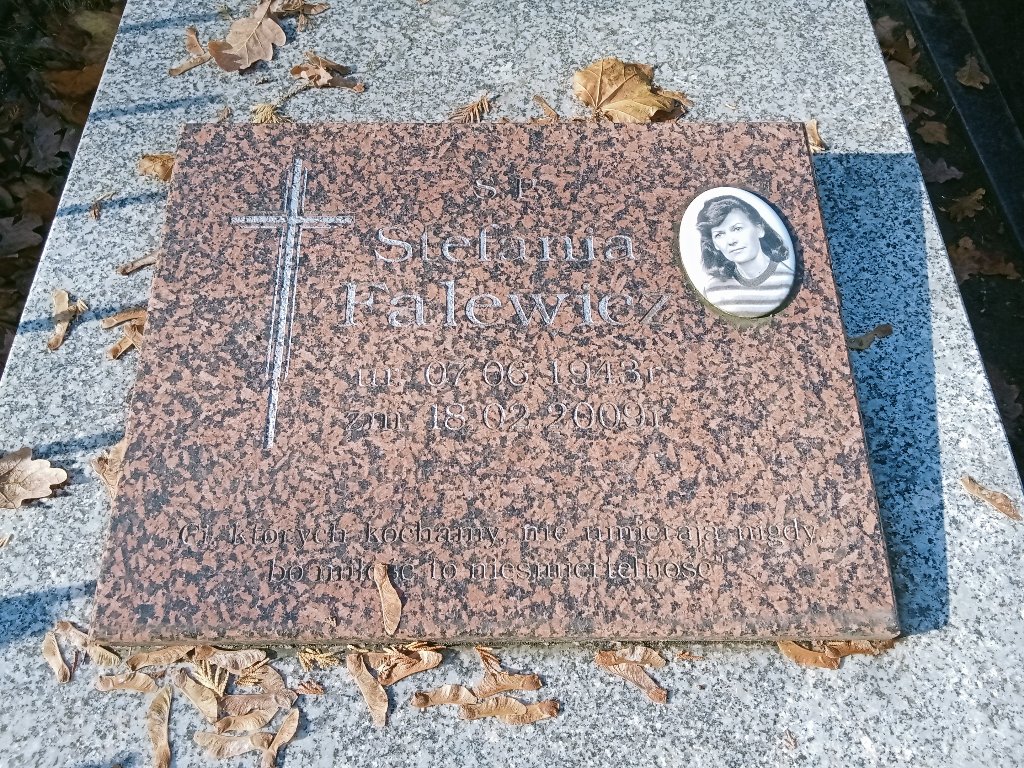 Ś.P.
Stefania
Falewicz
ur. 07.06.1943r.
zm. 18.02.2009r.
"Ci, których kochamy, nie umierają nigdy,
bo miłość to nieśmiertelność"